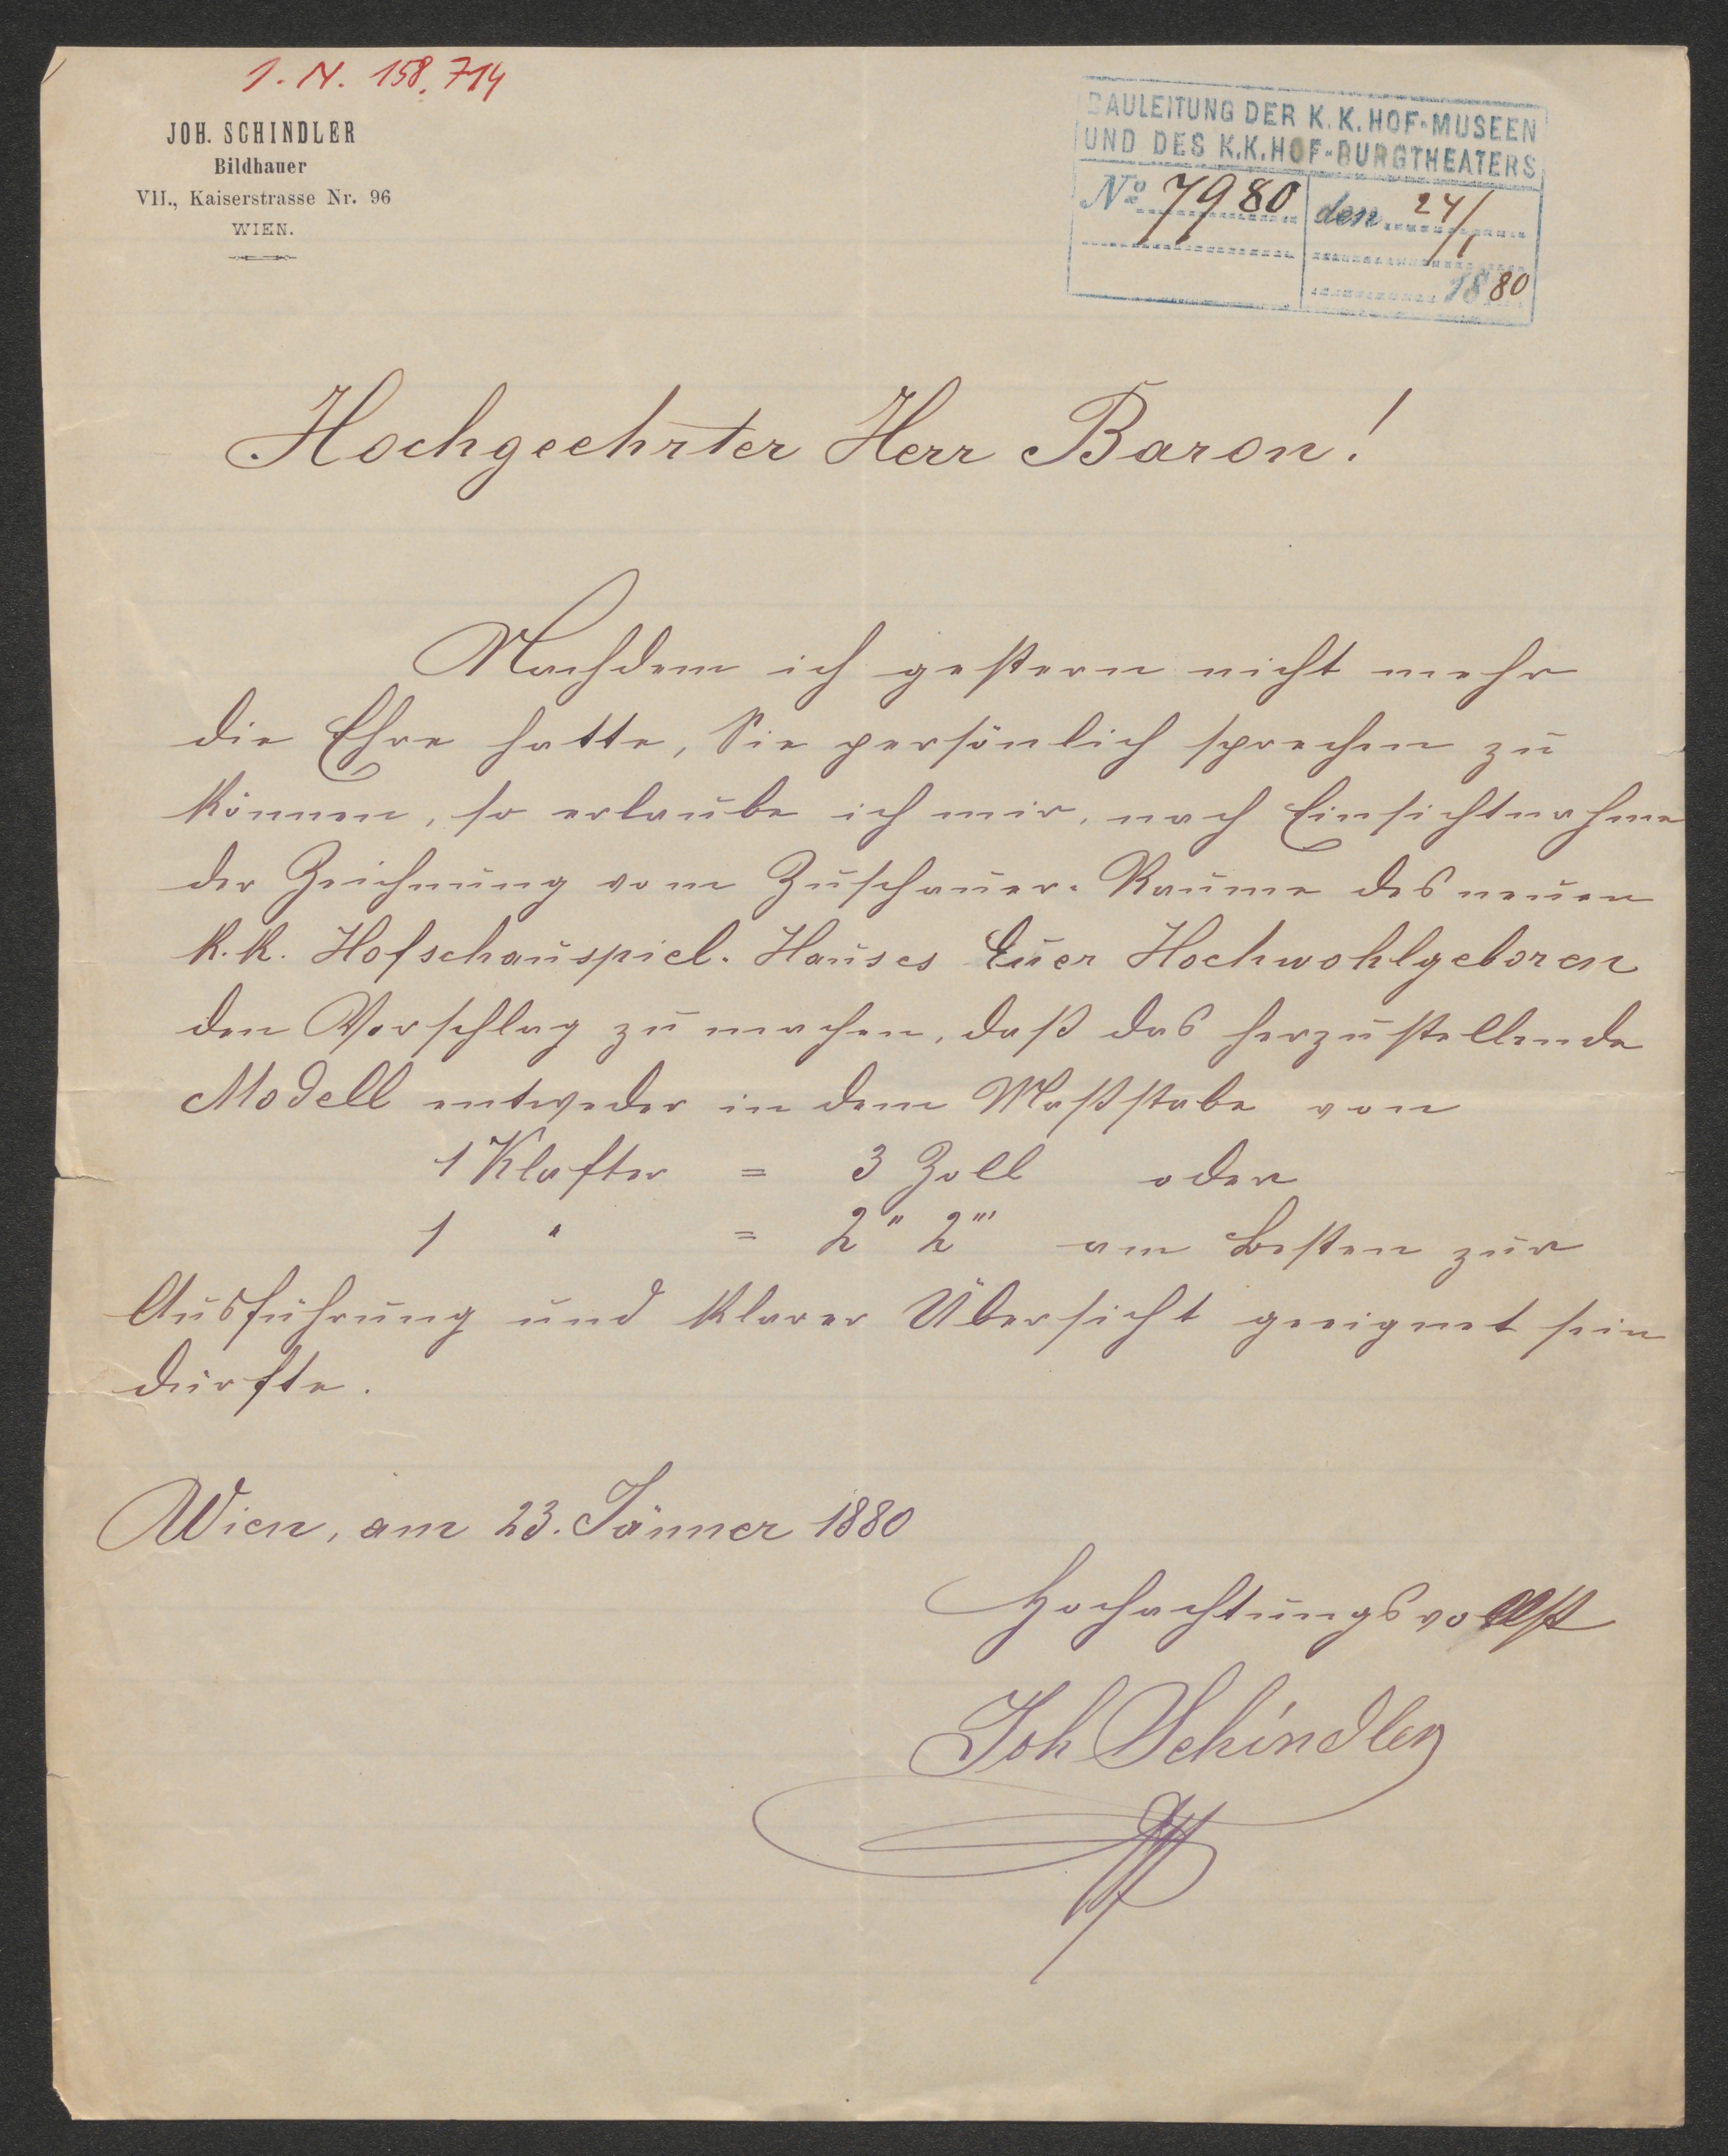 I. N. 158.714
JOH. SCHINDLER
Bildhauer
VII., Kaiserstrasse Nr. 96
WIEN.
BAULEITUNG DER K. K. HOF-MUSEEN
UND DES K.K. HOF-BURGTHEATERS
No 7980 den 24/1
1880
Hochgeehrter Herr Baron!
Nachdem ich gestern nicht mehr
die Ehre hatte, Sie persönlich sprechen zu
können, so erlaube ich mir, nach Einsichtnahme
der Zeichnung vom Zuschauer-Raume des neuen
k.k. Hofschauspiel-Hauses Euer Hochwohlgeboren
den Vorschlag zu machen, daß das herzustellende
Modell entweder in dem Maßstabe von
1 Klafter = 3 Zoll oder
1 " = 2" 2''' am besten zur
Ausführung und klarer Übersicht geeignet sein
dürfte.
Wien, am 23. Jänner 1880
Hochachtungsvollst
Joh Schindler